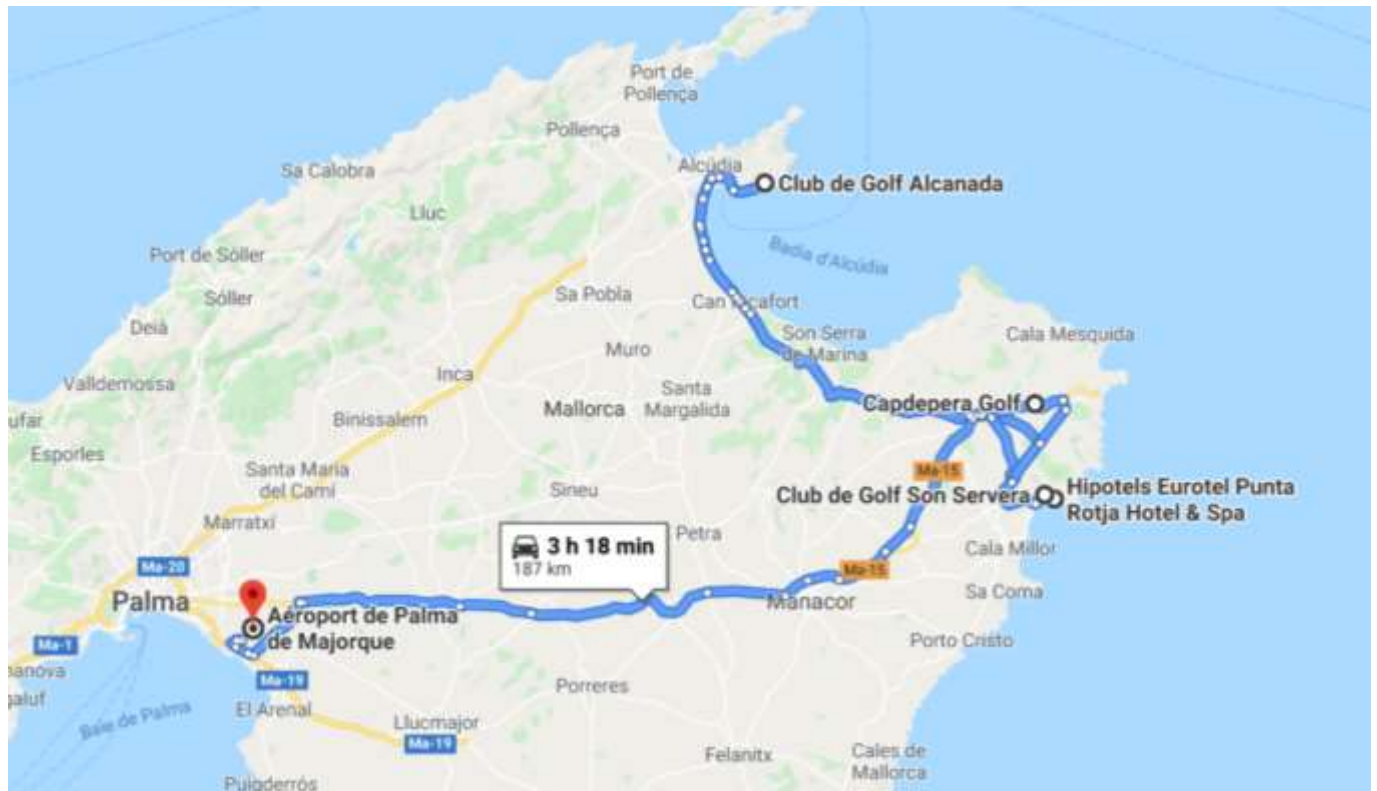 Port de
Pollença
Pollença
Sa Calobra
Alcúdia
Club de Golf Alcanada
Lluc
Port de Sóller
Badia d'Alcúdia
Sóller
Sa Pobla
Can
Deià
Son Serra
de Marina
Cala Mesquida
Muro
Inca
Valldemossa
Santa
Margalida
Mallorca
Capdepera Golf
Binissalem
ufar
Esporles
Santa Maria
del Camí
Ma-15
Sineu
Club de Golf Son Servera
Hipotels Eurotel Punta
Rotja Hotel & Spa
Marratxí
Petra
3 h 18 min
187 km
Cala Millor
Ma-20
Ma-15
Sa Coma
Palma
Manacor
Aéroport de Palma
de Majorque
Porto Cristo
Ma-1
Ma-19
Porreres
El Arenal
Baie de Palma
Llucmajor
Ma-19
Felanitx
Cales de
Mallorca
Puigderrós